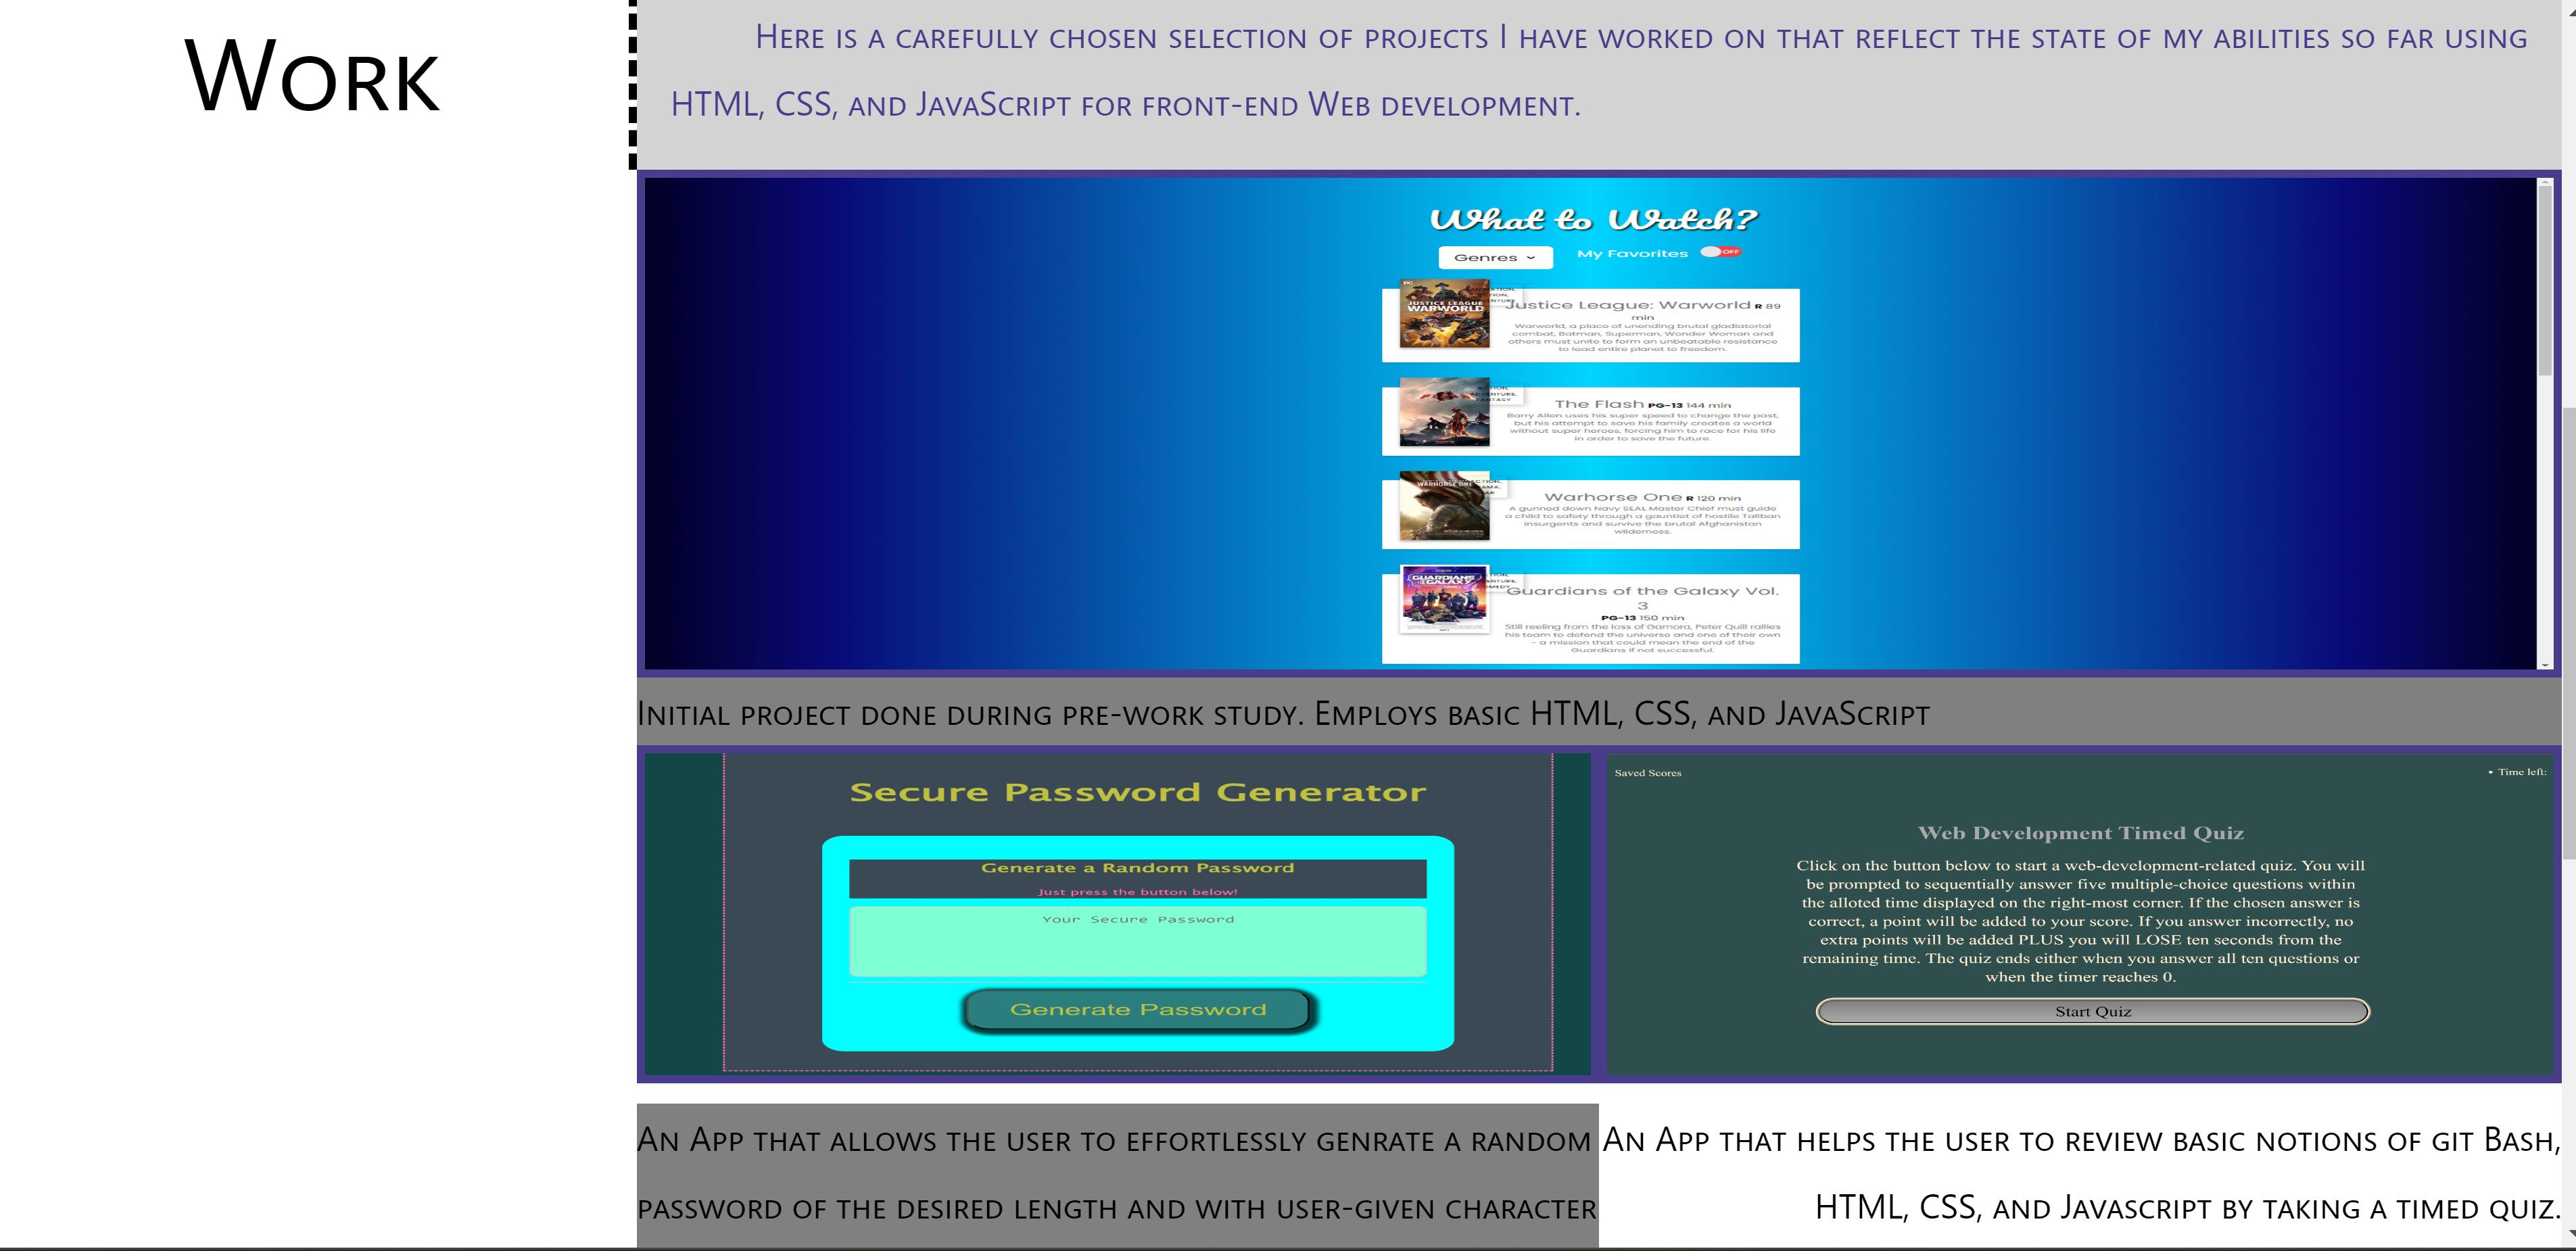 Work
Here is a carefully chosen selection of projects I have worked on that reflect the state of my abilities so far using
HTML, CSS, and JavaScript for front-end Web development.
What to Watch?
Genres
My Favorites
OFF
JUSTICE LEAGUE
WARWORLD
Justice League: Warworld R 89
min
Warworld, a place of unending brutal gladiatorial
combat, Batman, Superman, Wonder Woman and
others must unite to form an unbeatable resistance
to lead entire planet to freedom.
The Flash PG-13 144 min
Barry Allen uses his super speed to change the past,
but his attempt to save his family creates a world
without super heroes, forcing him to race for his life
in order to save the future.
WARHORSE ONE
Warhorse One R 120 min
A gunned down Navy SEAL Master Chief must guide
a child to safety through a gauntlet of hostile Taliban
insurgents and survive the brutal Afghanistan
wilderness.
GUARDIANS
GALAXY
Guardians of the Galaxy Vol.
3
PG-13 150 min
Still reeling from the loss of Gamora, Peter Quill rallies
his team to defend the universe and one of their own
- a mission that could mean the end of the
Guardians if not successful.
Initial project done during pre-work study. Employs basic HTML, CSS, and JavaScript
Secure Password Generator
Generate a Random Password
Just press the button below!
Your Secure Password
Generate Password
Saved Scores
• Time left:
Web Development Timed Quiz
Click on the button below to start a web-development-related quiz. You will
be prompted to sequentially answer five multiple-choice questions within
the alloted time displayed on the right-most corner. If the chosen answer is
correct, a point will be added to your score. If you answer incorrectly, no
extra points will be added PLUS you will LOSE ten seconds from the
remaining time. The quiz ends either when you answer all ten questions or
when the timer reaches 0.
Start Quiz
An App that allows the user to effortlessly genrate a random
password of the desired length and with user-given character
An App that helps the user to review basic notions of git Bash,
HTML, CSS, and Javascript by taking a timed quiz.